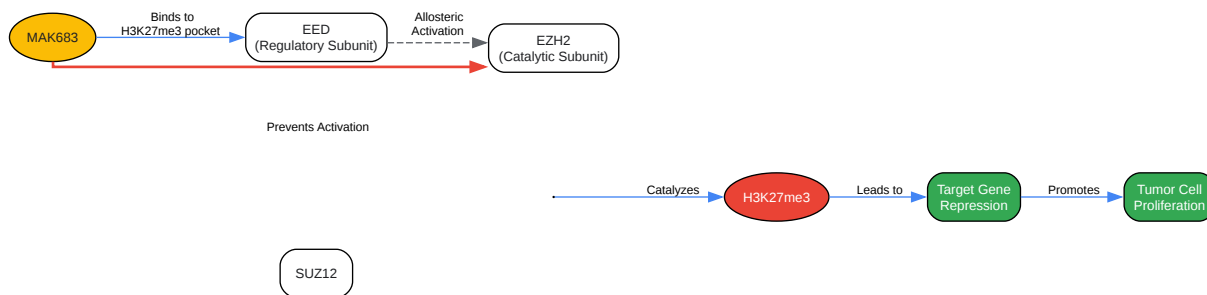 MAK683
Binds to
H3K27me3 pocket
EED
(Regulatory Subunit)
Allosteric
Activation
EZH2
(Catalytic Subunit)
Prevents Activation
Catalyzes
H3K27me3
Leads to
Target Gene
Repression
Promotes
Tumor Cell
Proliferation
SUZ12